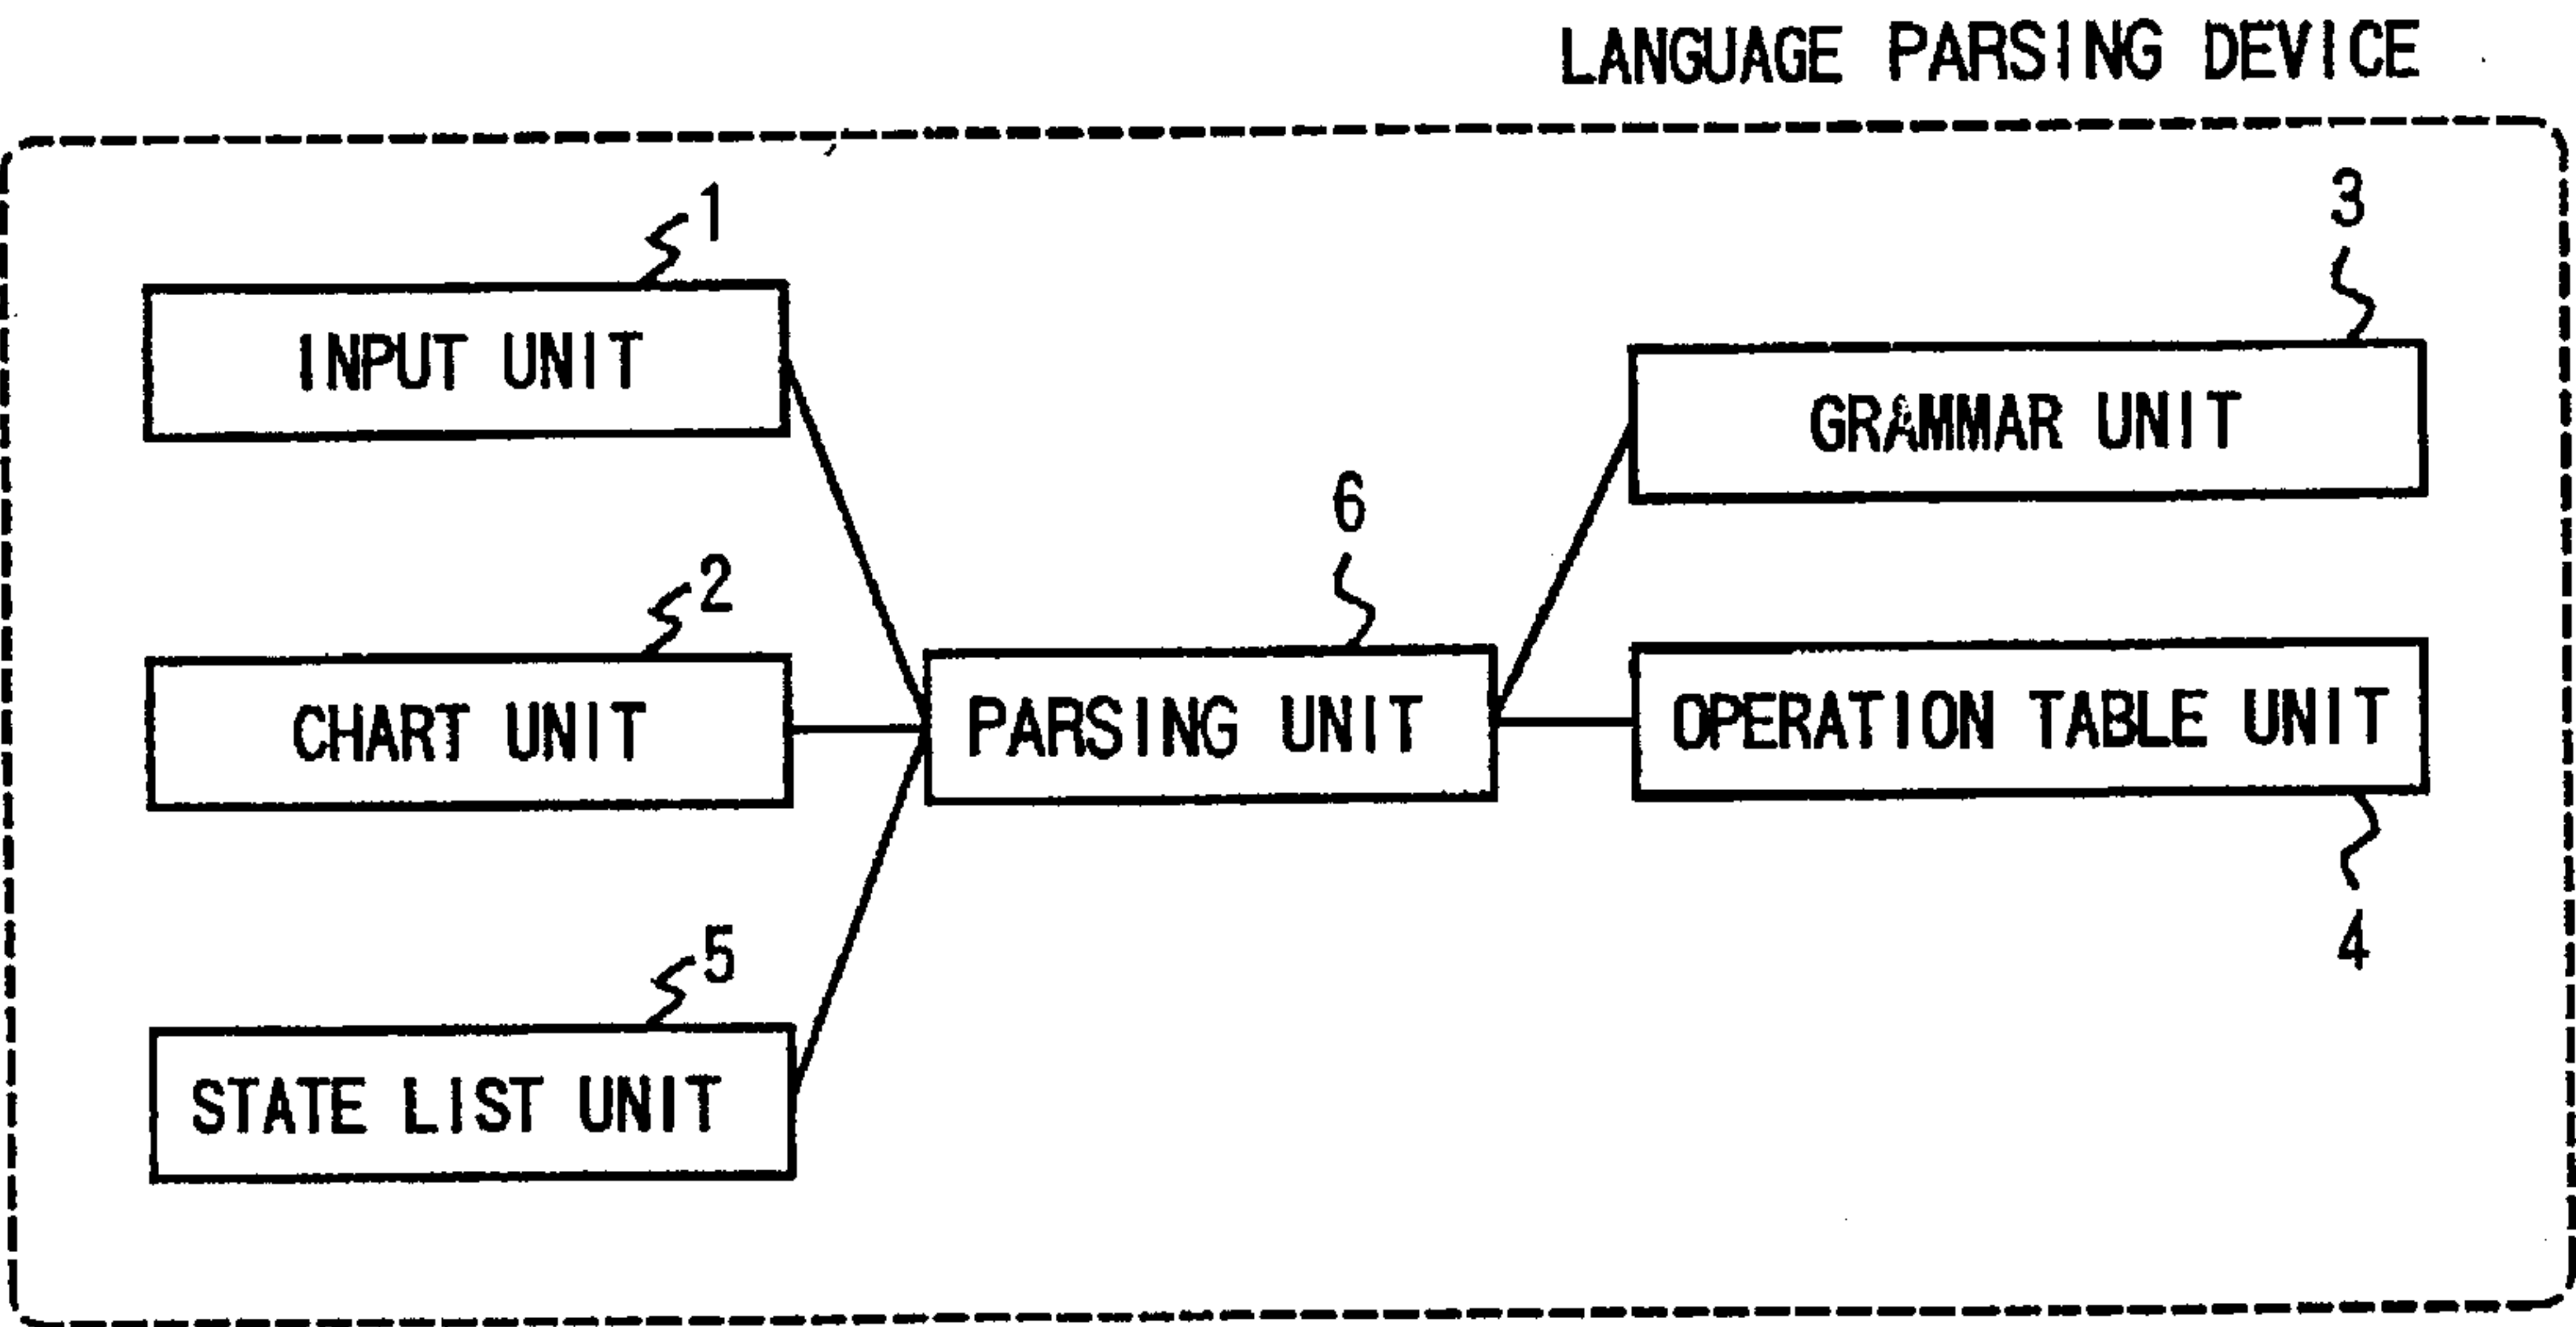 LANGUAGE PARSING DEVICE
1
INPUT UNIT
2
CHART UNIT
5
STATE LIST UNIT
6
PARSING UNIT
3
GRAMMAR UNIT
OPERATION TABLE UNIT
4